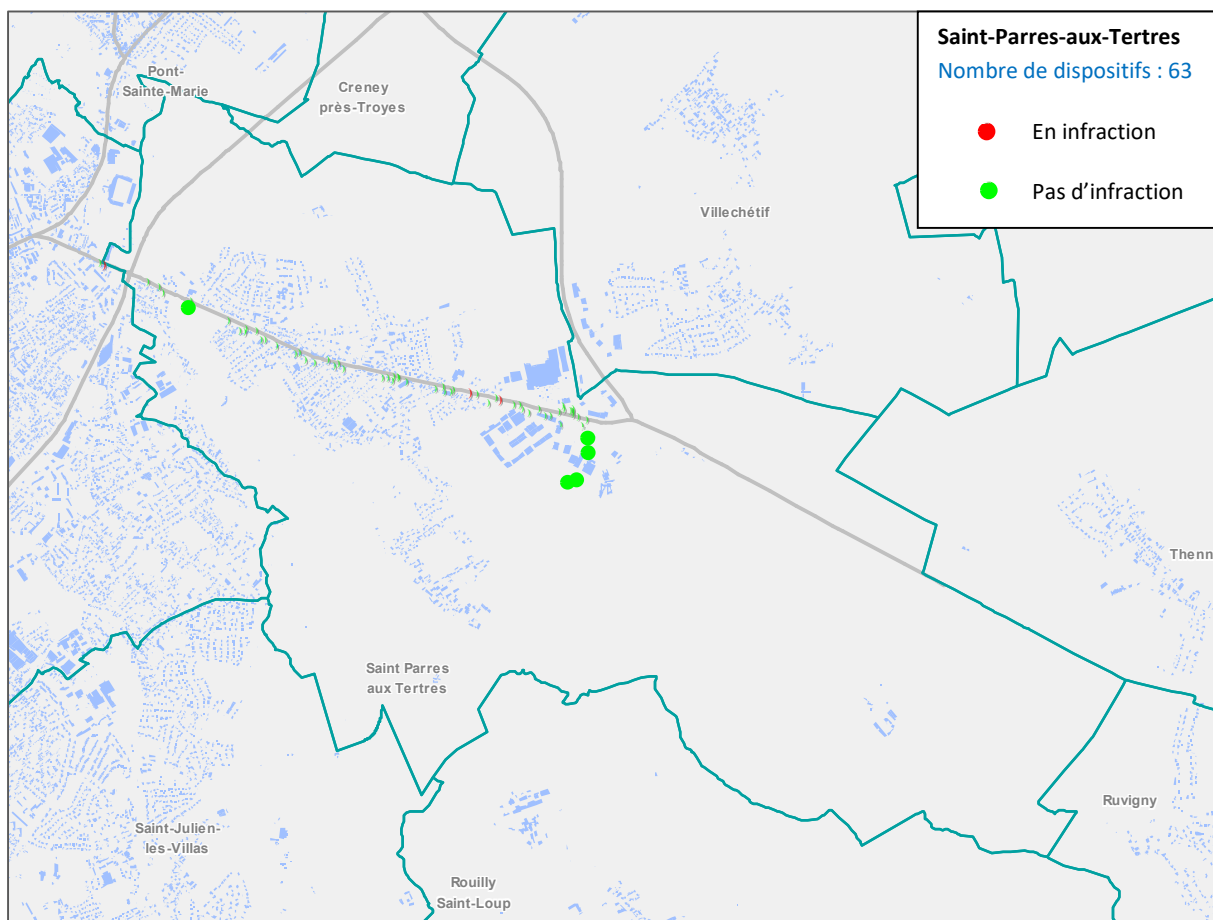 Saint-Parres-aux-Tertres
Nombre de dispositifs : 63
En infraction
Pas d'infraction
Pont-
Sainte-Marie
Creney
près-Troyes
Villechétif
Thenn
Saint Parres
aux Tertres
Ruvigny
Saint-Julien-
les-Villas
Rouilly
Saint-Loup